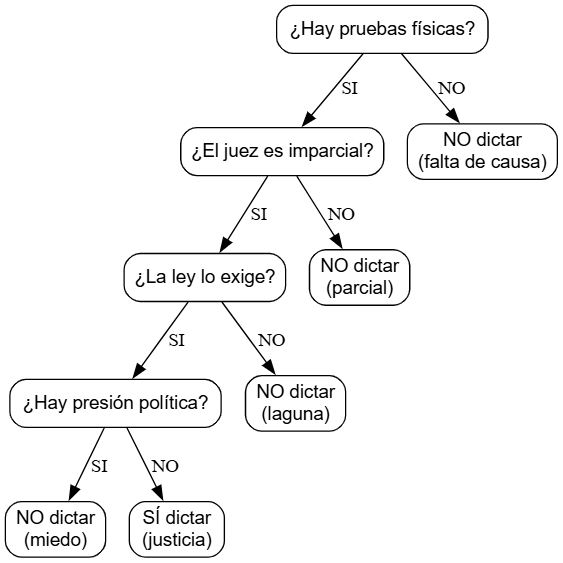 ¿Hay pruebas físicas?
SI
NO
¿El juez es imparcial?
NO dictar
(falta de causa)
SI
NO
¿La ley lo exige?
NO dictar
(parcial)
SI
NO
¿Hay presión política?
NO dictar
(laguna)
SI
NO
NO dictar
(miedo)
SÍ dictar
(justicia)